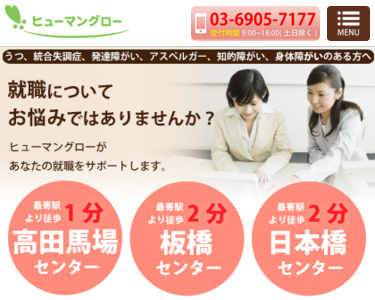 ヒューマングロー
03-6905-7177
受付時間 9:00~18:00(土日除く)
MENU
うつ、統合失調症、発達障がい、アスペルガー、知的障がい、身体障がいのある方へ
就職について
お悩みではありませんか？
ヒューマングローが
あなたの就職をサポートします。
最寄駅
より徒歩 1分
高田馬場
センター
最寄駅
より徒歩 2分
板橋
センター
最寄駅
より徒歩 2分
日本橋
センター